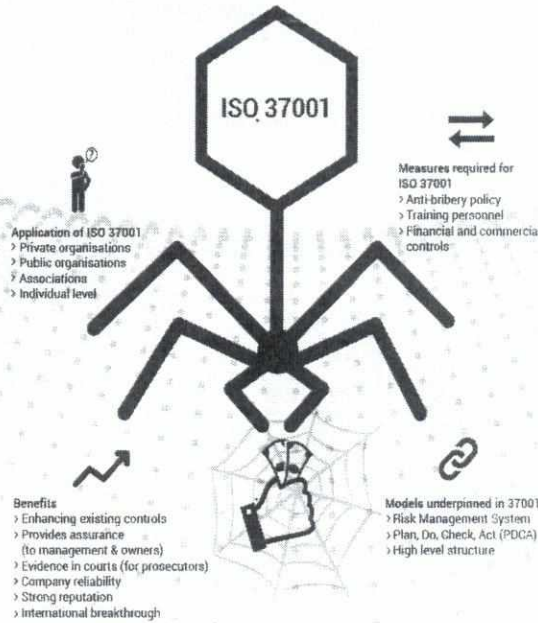 ISO 37001
Measures required for
ISO 37001
> Anti-bribery policy
> Training personnel
> Financial and commercia
controls
?
Application of ISO 37001
> Private organisations
> Public organisations
> Associations
> Individual level
Benefits
> Enhancing existing controls
> Provides assurance
(to management & owners)
> Evidence in courts (for prosecutors)
> Company reliability
> Strong reputation
> International breakthrough
Models underpinned in 37001
> Risk Management System
> Plan, Do, Check, Act (PDCA)
> High level structure